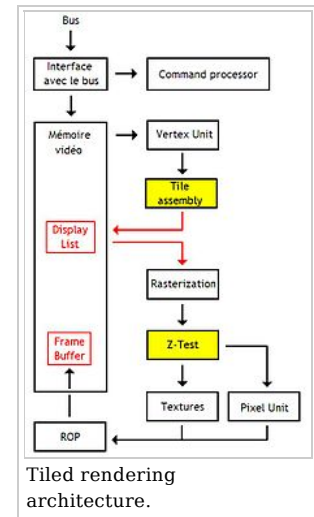 Bus
Interface
avec le bus
Command processor
Mémoire
vidéo
Vertex Unit
Tile
assembly
Display
List
Rasterization
Frame
Buffer
Z-Test
Textures
Pixel Unit
ROP
Tiled rendering
architecture.